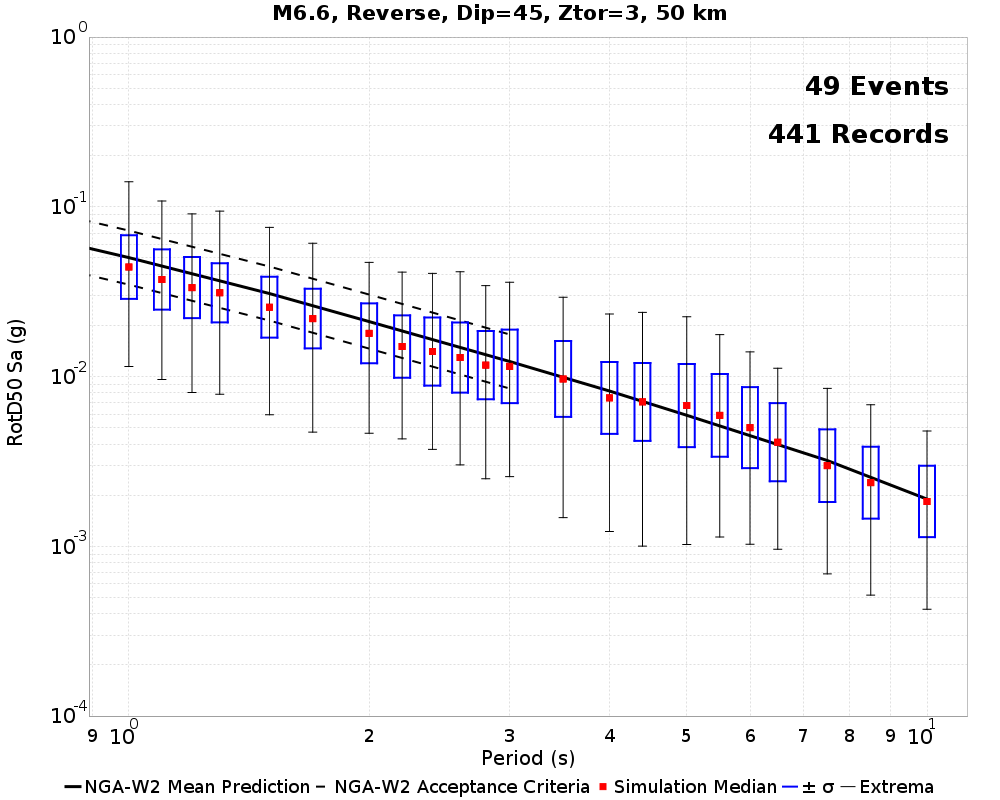 M6.6, Reverse, Dip=45, Ztor=3, 50 km
49 Events
441 Records
RotD50 Sa (g)
10^0
10^-1
10^-2
10^-3
10^-4
9 10^0 2 3 4 5 6 7 8 9 10^1
Period (s)
NGA-W2 Mean Prediction NGA-W2 Acceptance Criteria Simulation Median ± σ Extrema